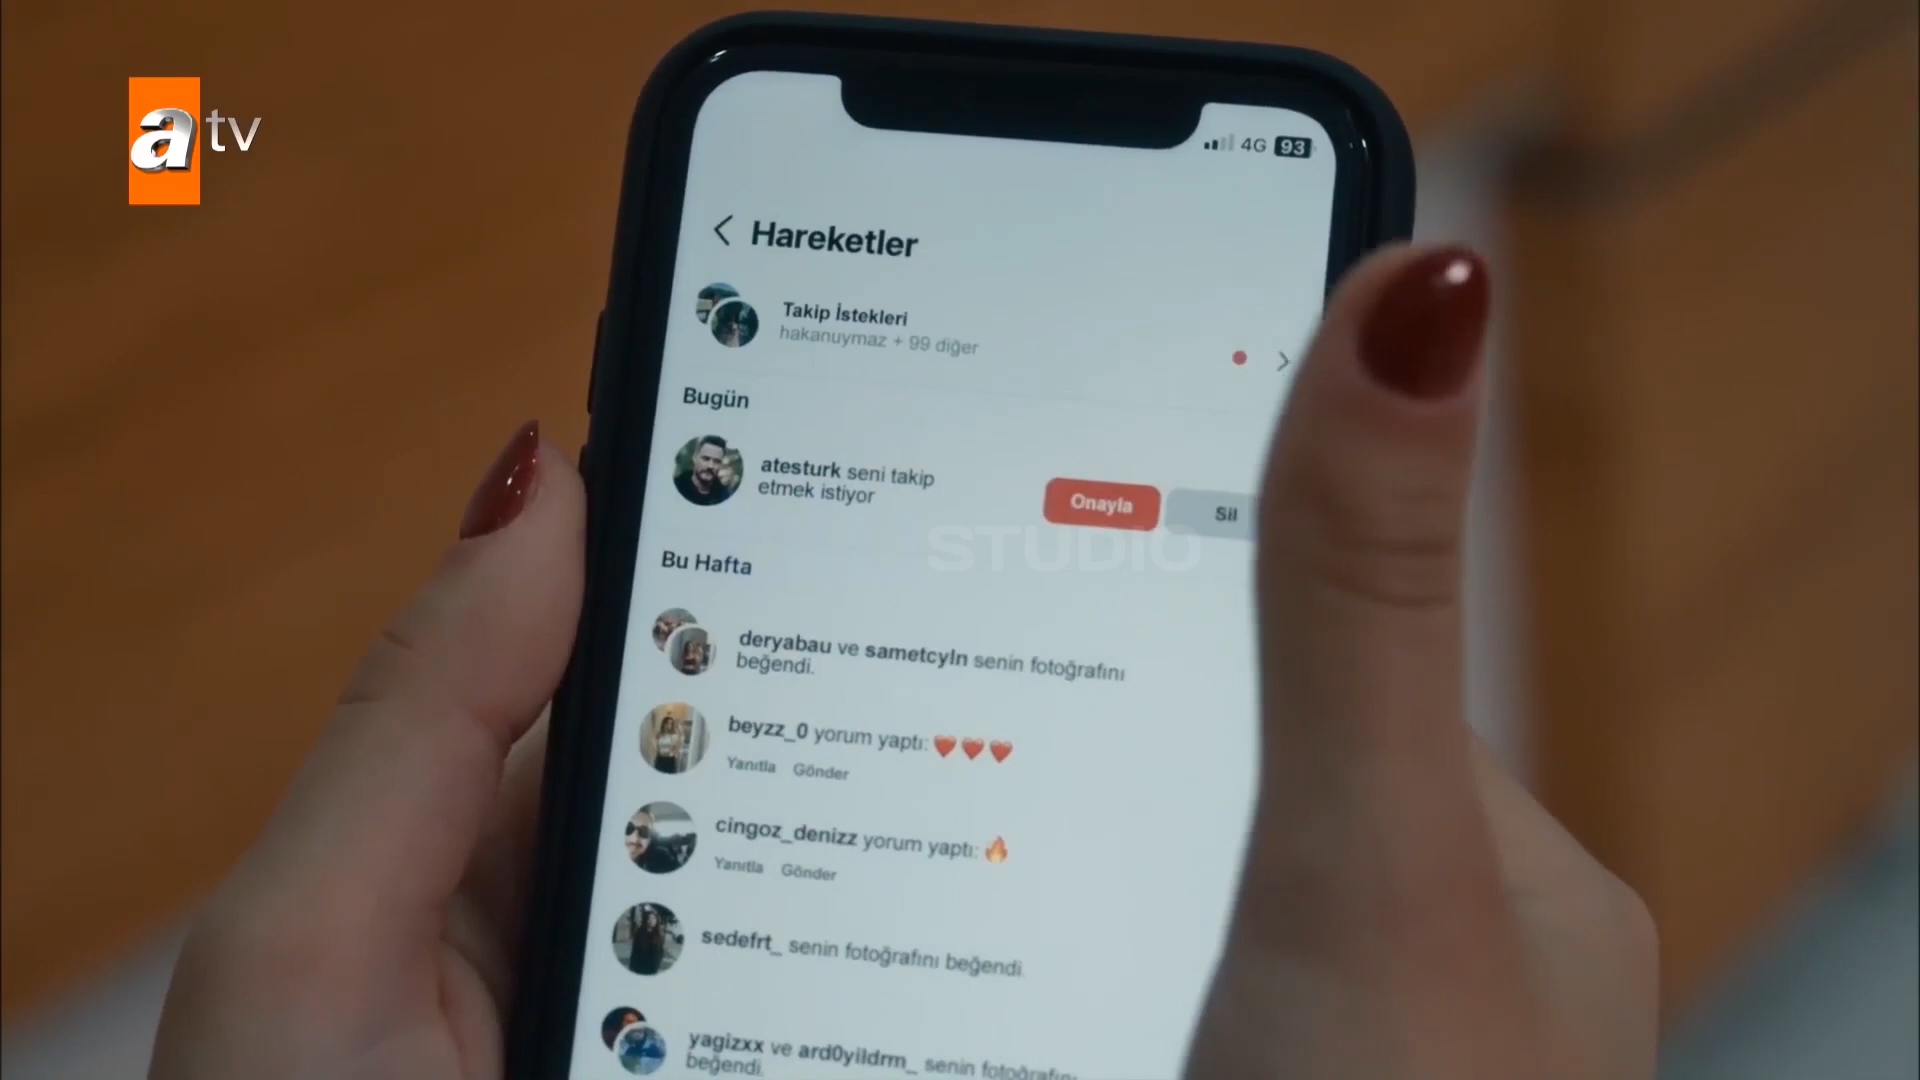 atv
4G 93
Hareketler
Takip İstekleri
hakanuymaz + 99 diğer
Bugün
atesturk seni takip
etmek istiyor
Onayla
Sil
STUDİO
Bu Hafta
deryabau ve sametcyln senin fotoğrafını
beğendi.
beyzz_0 yorum yaptı: ❤️❤️❤️
Yanıtla Gönder
cingoz_denizz yorum yaptı: 🔥
Yanıtla Gönder
sedefrt_ senin fotoğrafını beğendi.
yagizxx ve ard0yildrm_ senin fotoğrafını
beğendi.